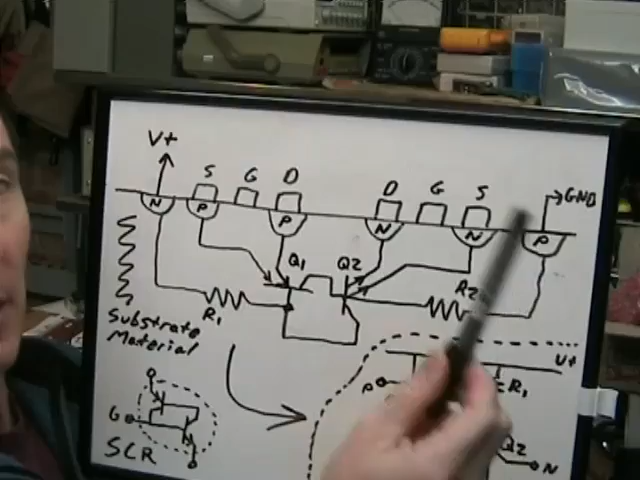 V+
S G D D G S GND
N P P N N P
Q1 Q2
R1 R2
Substrate
Material
V+
P R1
G
SCR
Q2 N